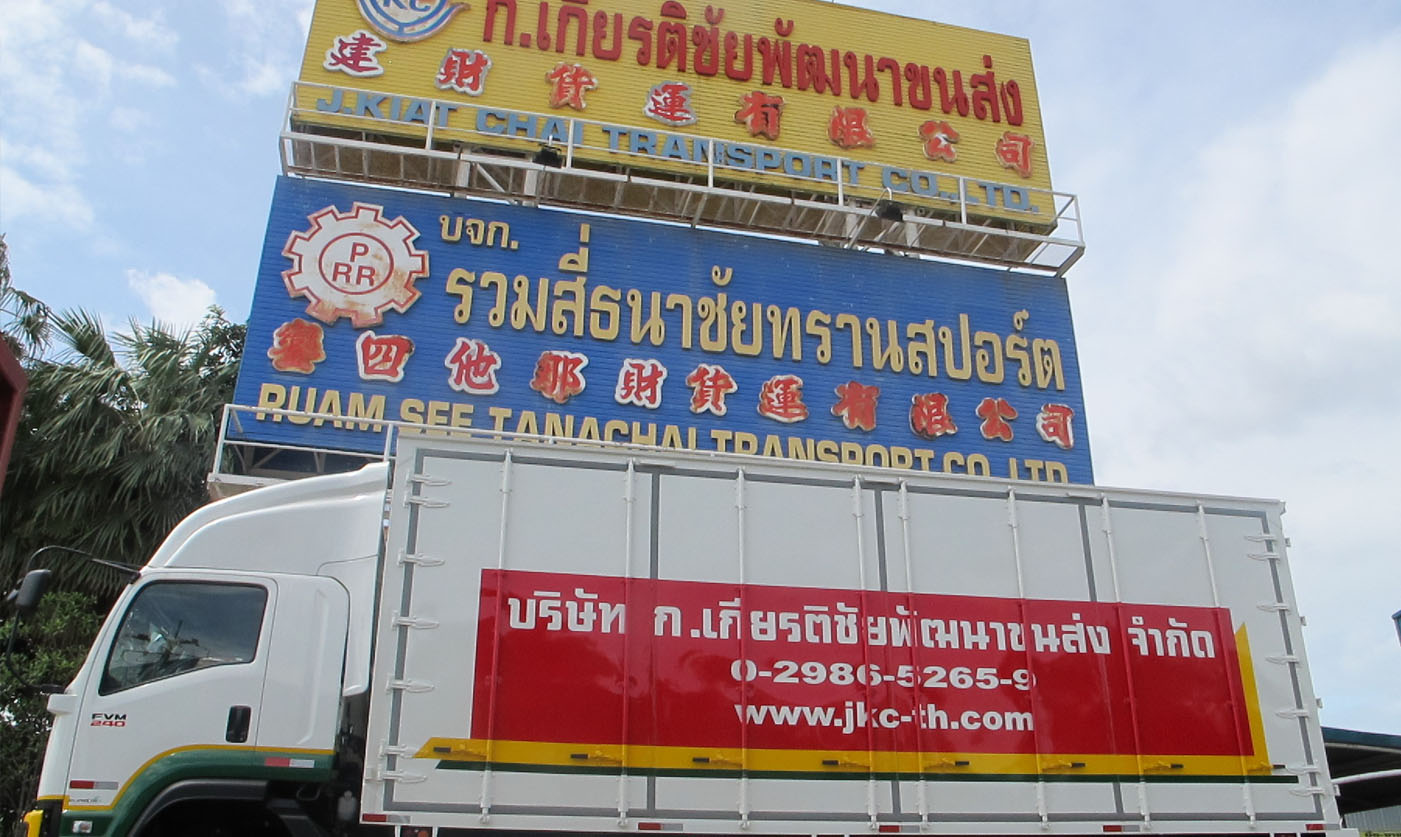 KC
ก.เกียรติชัยพัฒนาขนส่ง
建財貨運有限公司
J.KIAT CHAI TRANSPORT CO.,LTD.
P
RR
บจก.
รวมสี่ธนาชัยทรานสปอร์ต
四他耶財貨運有限公司
RUAM SEE TANACHAI TRANSPORT CO.,LTD.
บริษัท ก.เกียรติชัยพัฒนาขนส่ง จำกัด
0-2986-5265-9
www.jkc-th.com
FVM
240